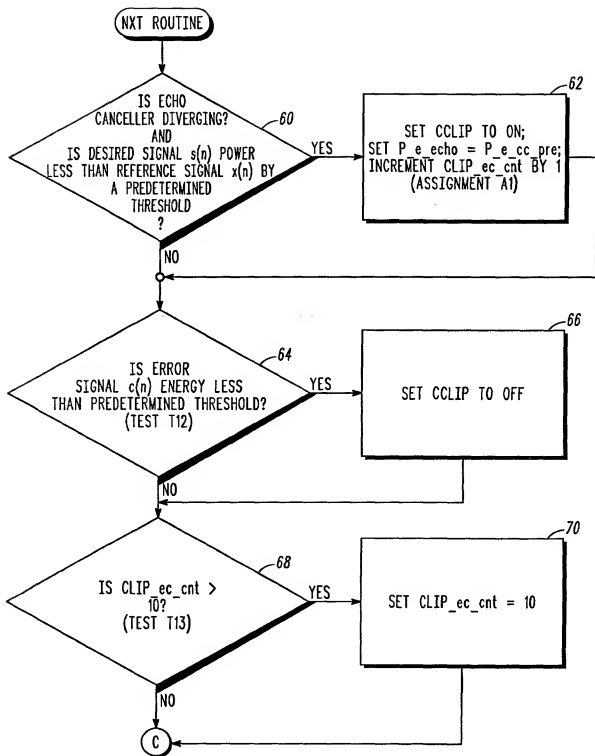 NXT ROUTINE
IS ECHO
CANCELLER DIVERGING?
AND
IS DESIRED SIGNAL s(n) POWER
LESS THAN REFERENCE SIGNAL x(n) BY
A PREDETERMINED
THRESHOLD
?
60
YES
NO
62
SET CCLIP TO ON;
SET P_e_echo = P_e_cc_pre;
INCREMENT CLIP_ec_cnt BY 1
(ASSIGNMENT A1)
IS ERROR
SIGNAL c(n) ENERGY LESS
THAN PREDETERMINED THRESHOLD?
(TEST T12)
64
YES
NO
66
SET CCLIP TO OFF
IS CLIP_ec_cnt >
10?
(TEST T13)
68
YES
NO
70
SET CLIP_ec_cnt = 10
C